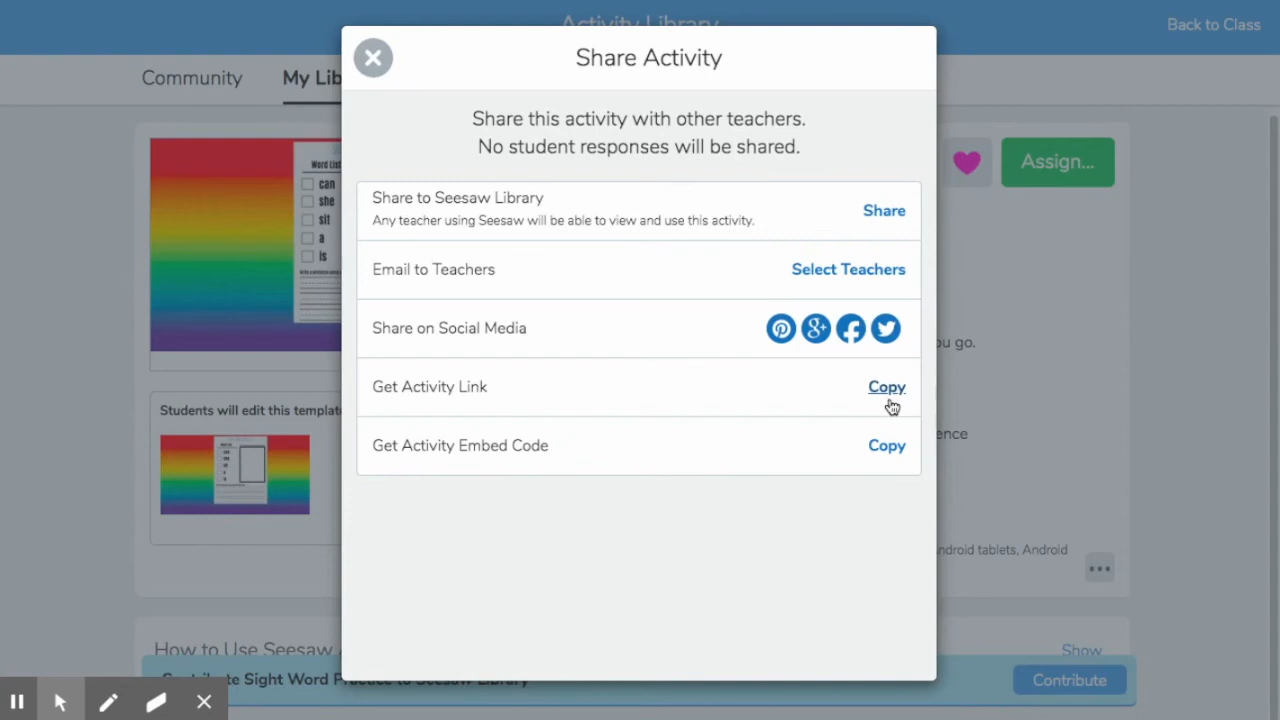 Activity Library
Back to Class
Community
My Lib
Share Activity
Share this activity with other teachers.
No student responses will be shared.
Word List
can
she
sit
a
is
Assign...
Share to Seesaw Library
Any teacher using Seesaw will be able to view and use this activity.
Share
Email to Teachers
Select Teachers
Share on Social Media
ou go.
Get Activity Link
Copy
Students will edit this templat
ence
Get Activity Embed Code
Copy
ndroid tablets, Android
How to Use Seesaw
Show
Contribute Sight Word Practice to Seesaw Library
Contribute